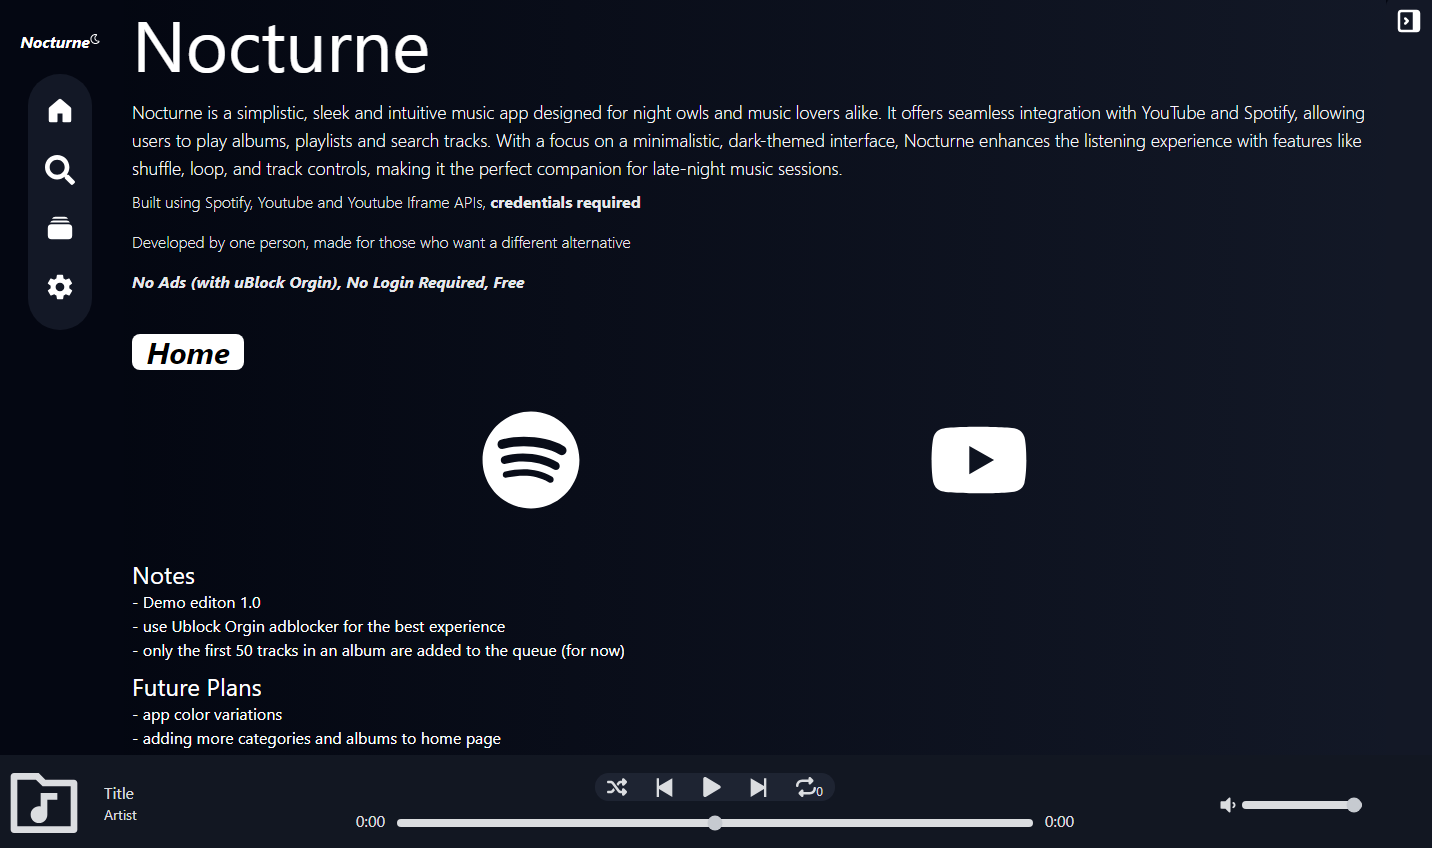 Nocturne
Nocturne
Nocturne is a simplistic, sleek and intuitive music app designed for night owls and music lovers alike. It offers seamless integration with YouTube and Spotify, allowing
users to play albums, playlists and search tracks. With a focus on a minimalistic, dark-themed interface, Nocturne enhances the listening experience with features like
shuffle, loop, and track controls, making it the perfect companion for late-night music sessions.
Built using Spotify, Youtube and Youtube Iframe APIs, credentials required
Developed by one person, made for those who want a different alternative
No Ads (with uBlock Orgin), No Login Required, Free
Home
Notes
- Demo editon 1.0
- use Ublock Orgin adblocker for the best experience
- only the first 50 tracks in an album are added to the queue (for now)
Future Plans
- app color variations
- adding more categories and albums to home page
Title
Artist
0
0:00
0:00